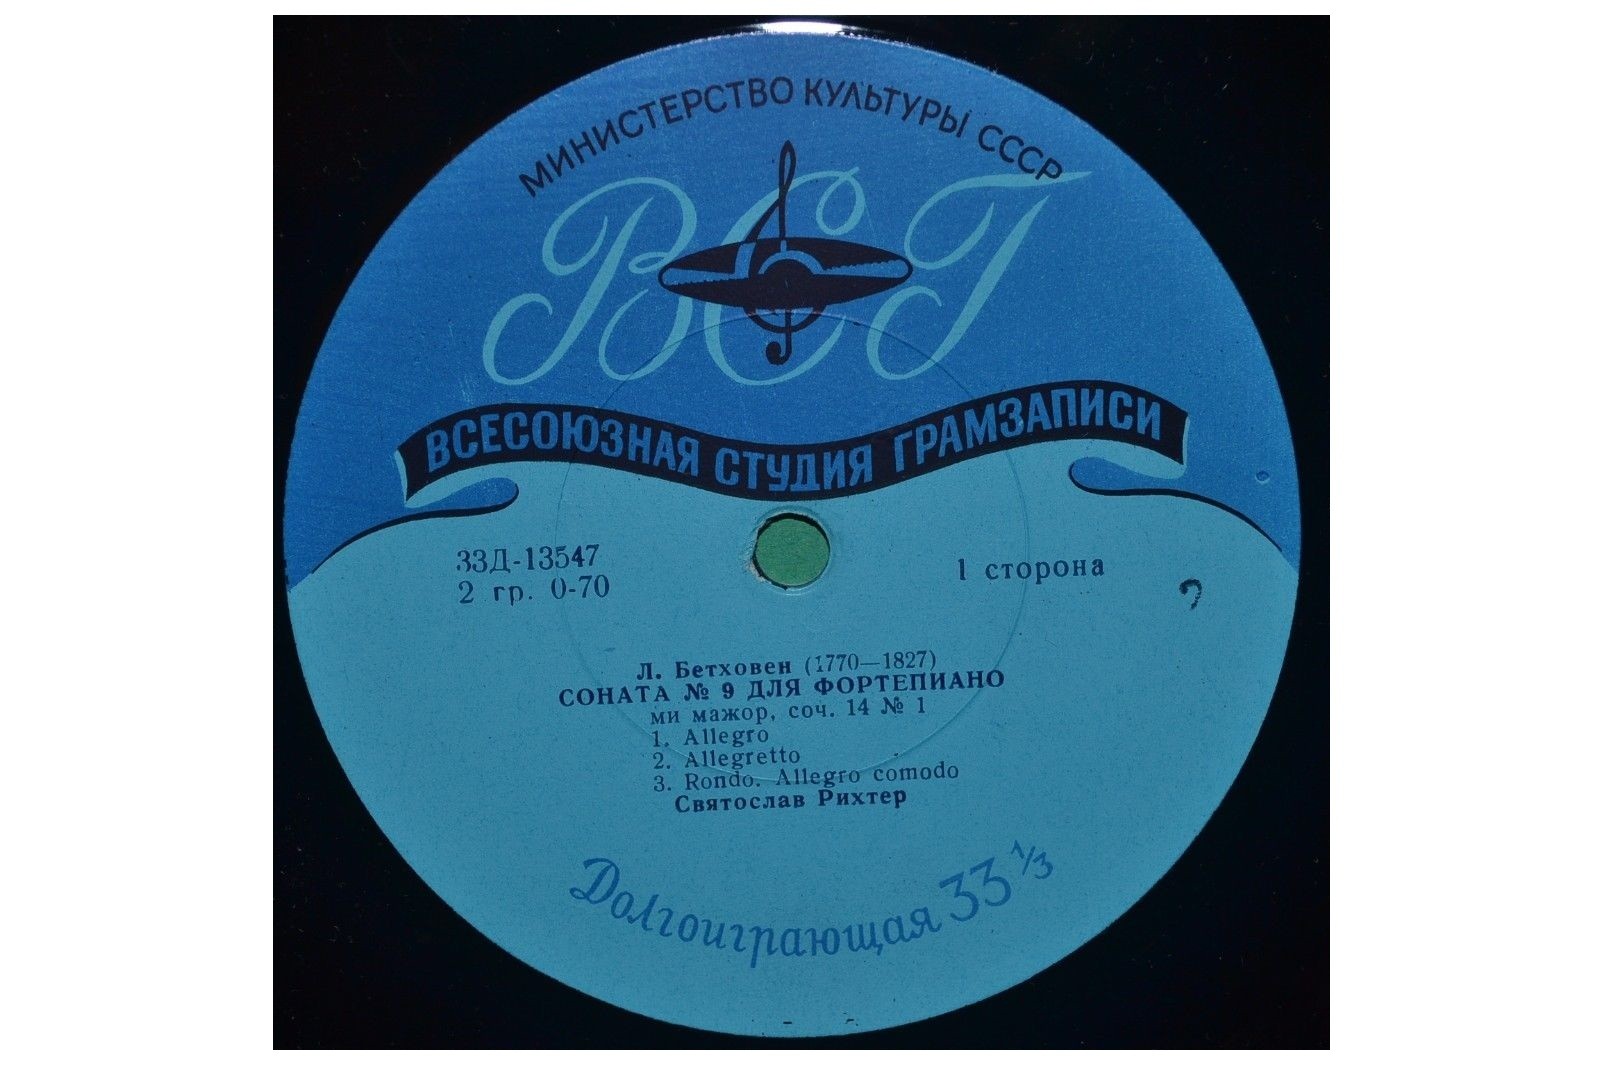 МИНИСТЕРСТВО КУЛЬТУРЫ СССР
ВСГ
ВСЕСОЮЗНАЯ СТУДИЯ ГРАМЗАПИСИ
33Д-13547
2 гр. 0-70
1 сторона
Л. Бетховен (1770—1827)
СОНАТА № 9 ДЛЯ ФОРТЕПИАНО
ми мажор, соч. 14 № 1
1. Allegro
2. Allegretto
3. Rondo. Allegro comodo
Святослав Рихтер
Долгоиграющая 33 1/3